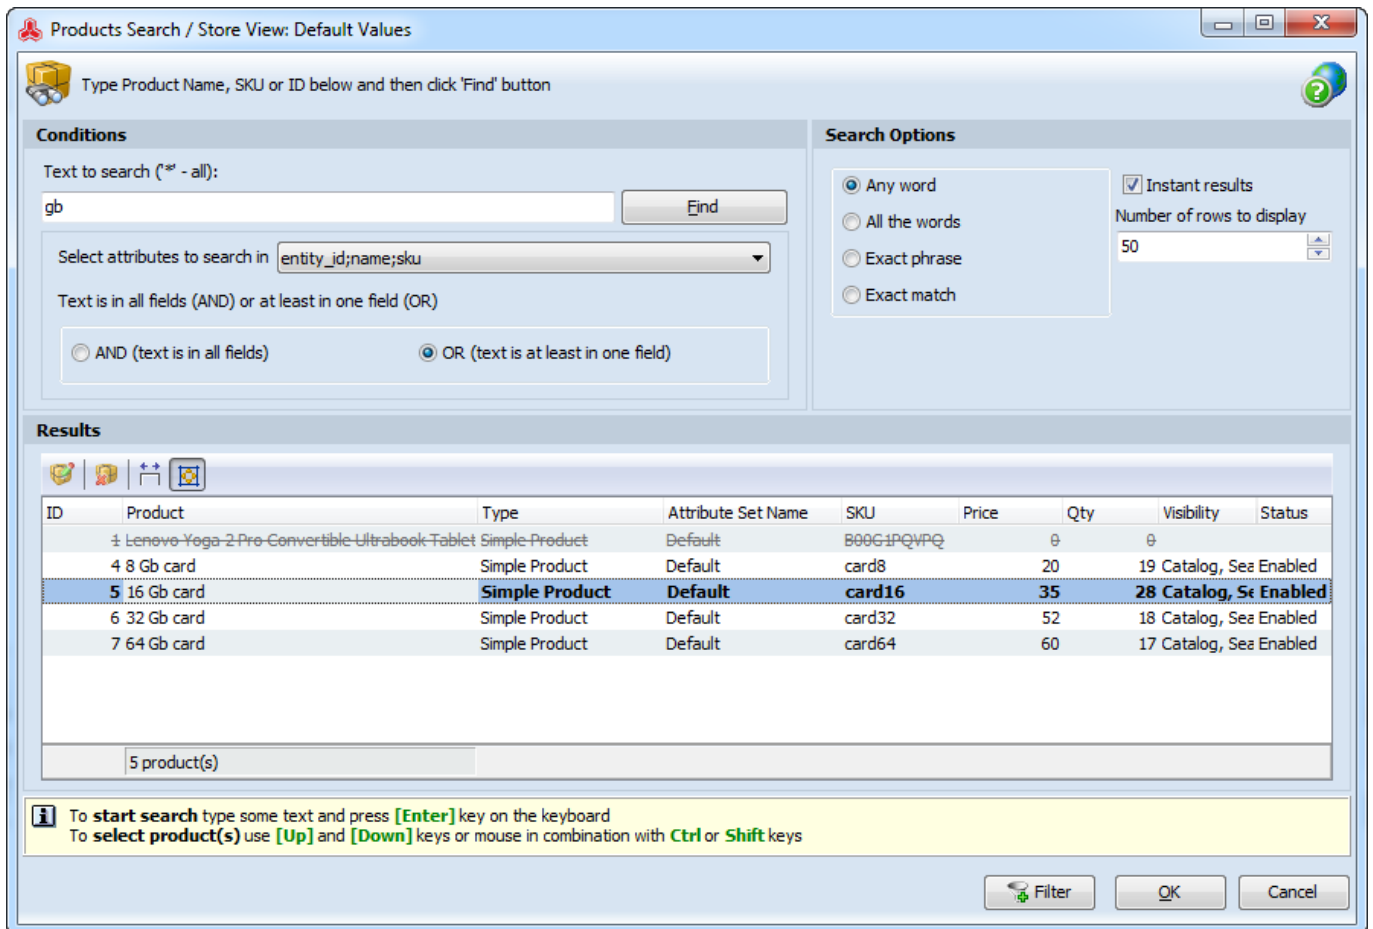 Products Search / Store View: Default Values
Type Product Name, SKU or ID below and then click 'Find' button
Conditions
Search Options
Text to search ('*' - all):
gb
Find
Select attributes to search in entity_id;name;sku
Text is in all fields (AND) or at least in one field (OR)
AND (text is in all fields) OR (text is at least in one field)
Any word
All the words
Exact phrase
Exact match
Instant results
Number of rows to display
50
Results
ID Product Type Attribute Set Name SKU Price Qty Visibility Status
1 Lenovo Yoga 2 Pro Convertible Ultrabook Tablet Simple Product Default B00G1PQVPQ 0 0
4 8 Gb card Simple Product Default card8 20 19 Catalog, Sea Enabled
5 16 Gb card Simple Product Default card16 35 28 Catalog, Se Enabled
6 32 Gb card Simple Product Default card32 52 18 Catalog, Sea Enabled
7 64 Gb card Simple Product Default card64 60 17 Catalog, Sea Enabled
5 product(s)
To start search type some text and press [Enter] key on the keyboard
To select product(s) use [Up] and [Down] keys or mouse in combination with Ctrl or Shift keys
Filter OK Cancel